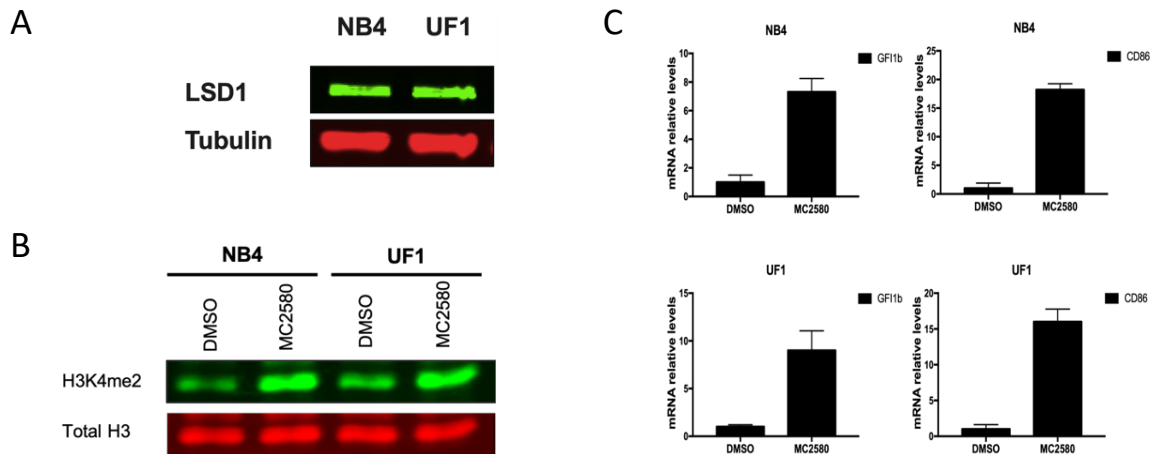 A
NB4 UF1
LSD1
Tubulin
B
NB4 UF1
DMSO MC2580 DMSO MC2580
H3K4me2
Total H3
C
NB4
GFI1b
mRNA relative levels
10
8
6
4
2
0
DMSO MC2580
NB4
CD86
mRNA relative levels
25
20
15
10
5
0
DMSO MC2580
UF1
GFI1b
mRNA relative levels
15
10
5
0
DMSO MC2580
UF1
CD86
mRNA relative levels
20
15
10
5
0
DMSO MC2580